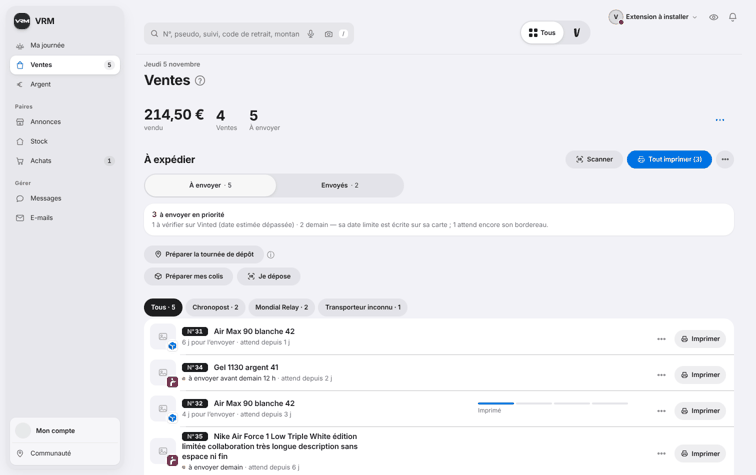 VRM VRM
Ma journée
Ventes 5
Argent
Paires
Annonces
Stock
Achats 1
Gérer
Messages
E-mails
Mon compte
Communauté
N°, pseudo, suivi, code de retrait, montan
/
Tous
V
V Extension à installer
Jeudi 5 novembre
Ventes ?
214,50 € 4 5
vendu Ventes À envoyer
À expédier
Scanner
Tout imprimer (3)
À envoyer · 5
Envoyés · 2
3 à envoyer en priorité
1 à vérifier sur Vinted (date estimée dépassée) · 2 demain — sa date limite est écrite sur sa carte ; 1 attend encore son bordereau.
Préparer la tournée de dépôt
Préparer mes colis
Je dépose
Tous · 5
Chronopost · 2
Mondial Relay · 2
Transporteur inconnu · 1
N°31 Air Max 90 blanche 42
6 j pour l'envoyer · attend depuis 1 j
Imprimer
N°34 Gel 1130 argent 41
à envoyer avant demain 12 h · attend depuis 2 j
Imprimer
N°32 Air Max 90 blanche 42
4 j pour l'envoyer · attend depuis 3 j
Imprimé
Imprimer
N°35 Nike Air Force 1 Low Triple White édition
limitée collaboration très longue description sans
espace ni fin
à envoyer demain · attend depuis 6 j
Imprimer